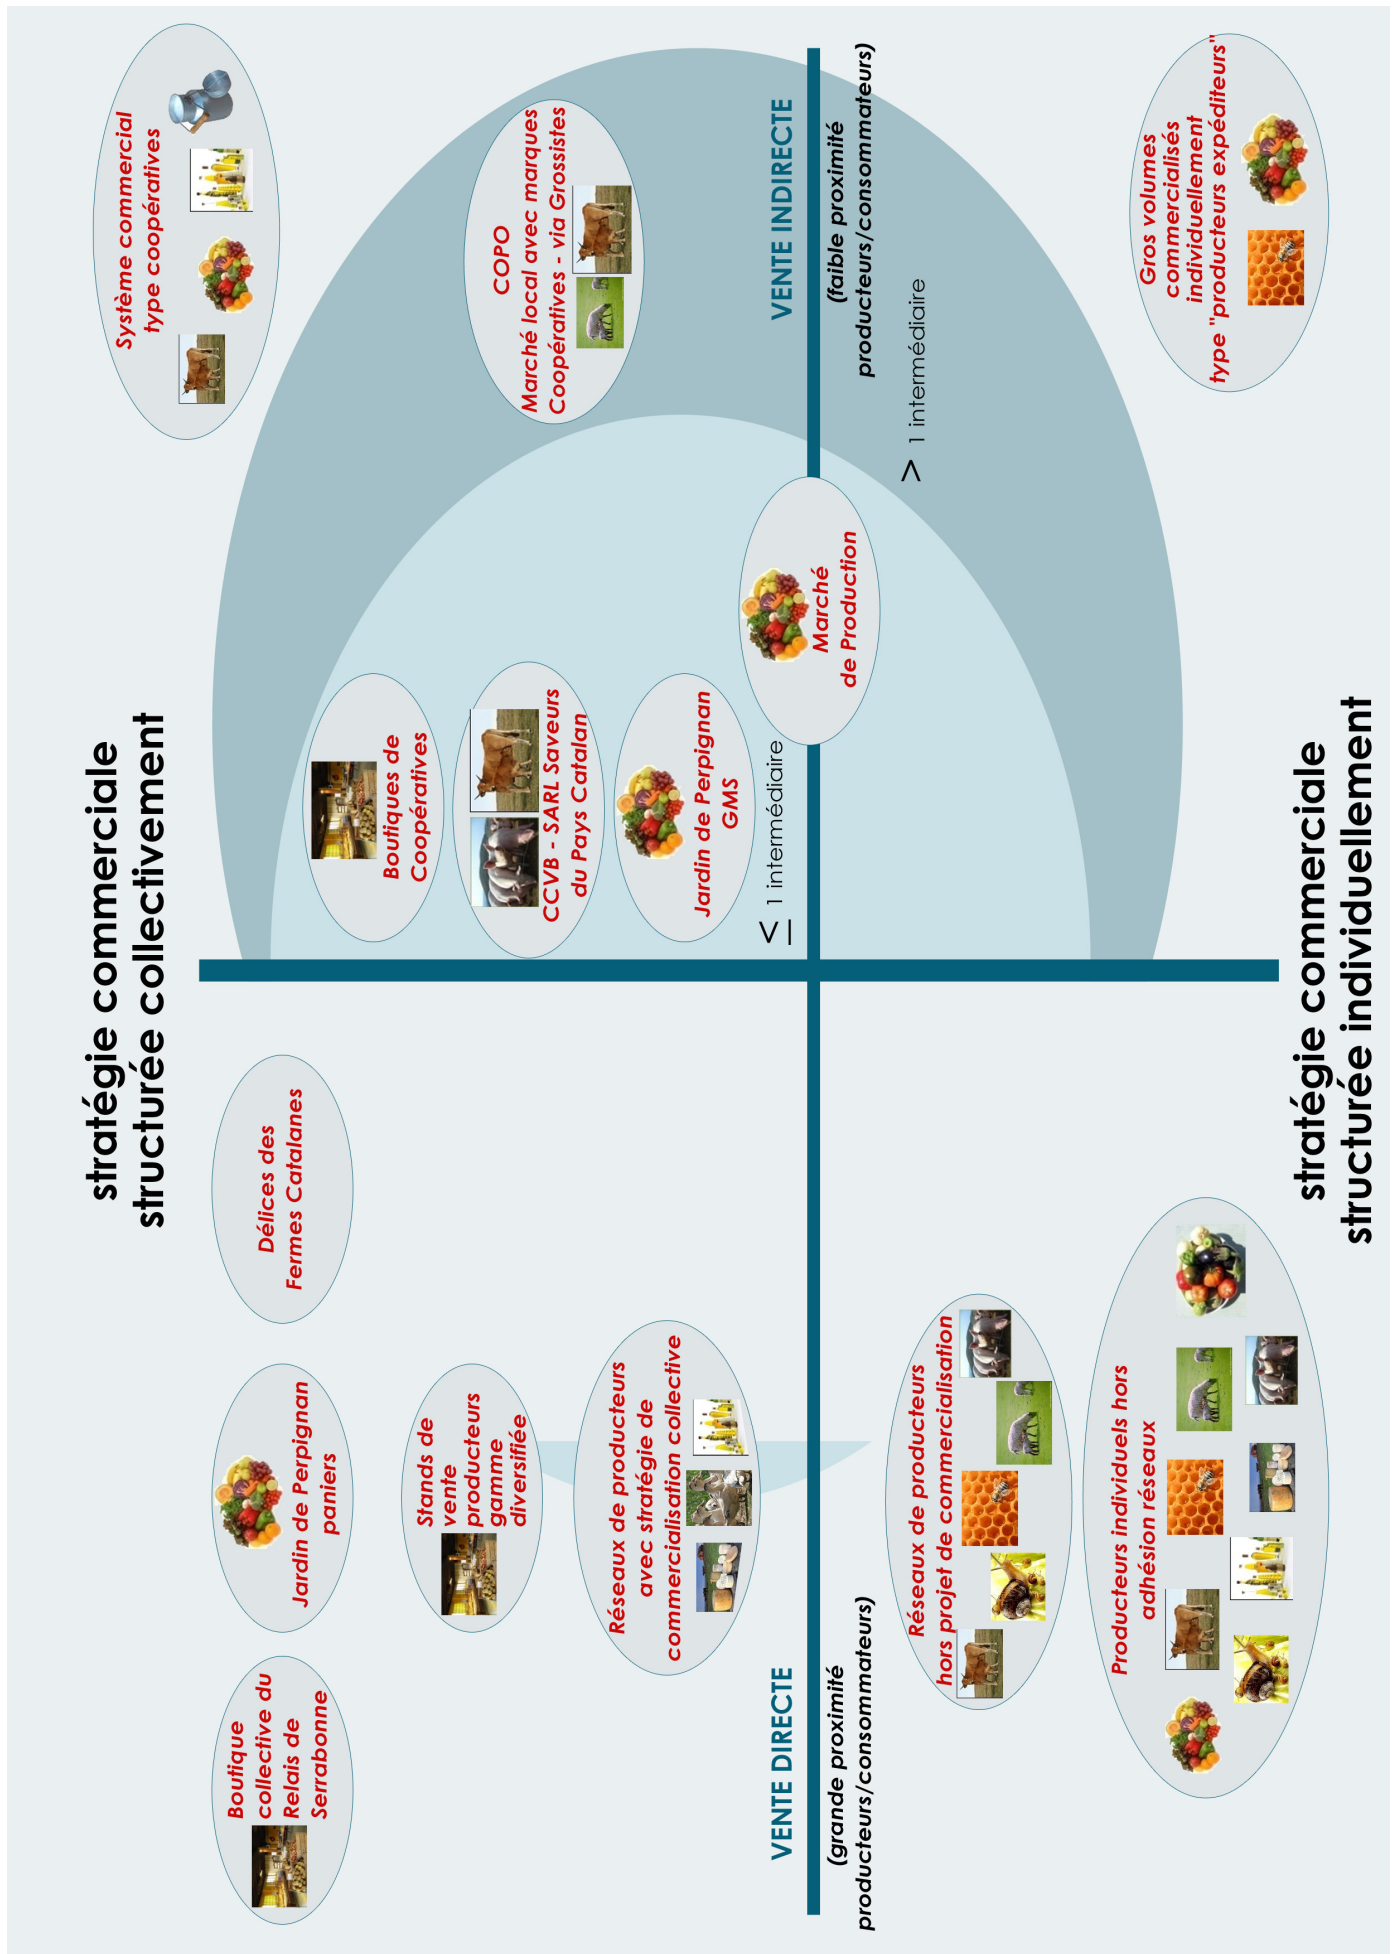 stratégie commerciale
structurée collectivement
Boutique
collective du
Relais de
Serrabonne
Jardin de Perpignan
paniers
Délices des
Fermes Catalanes
Système commercial
type coopératives
Stands de
vente
producteurs
gamme
diversifiée
Boutiques de
Coopératives
COPO
Marché local avec marques
Coopératives - via Grossistes
CCVB - SARL Saveurs
du Pays Catalan
Réseaux de producteurs
avec stratégie de
commercialisation collective
Jardin de Perpignan
GMS
≤ 1 intermédiaire
VENTE DIRECTE
(grande proximité
producteurs/consommateurs)
VENTE INDIRECTE
(faible proximité
producteurs/consommateurs)
Marché
de Production
> 1 intermédiaire
Réseaux de producteurs
hors projet de commercialisation
Producteurs individuels hors
adhésion réseaux
Gros volumes
commercialisés
individuellement
type "producteurs expéditeurs"
stratégie commerciale
structurée individuellement